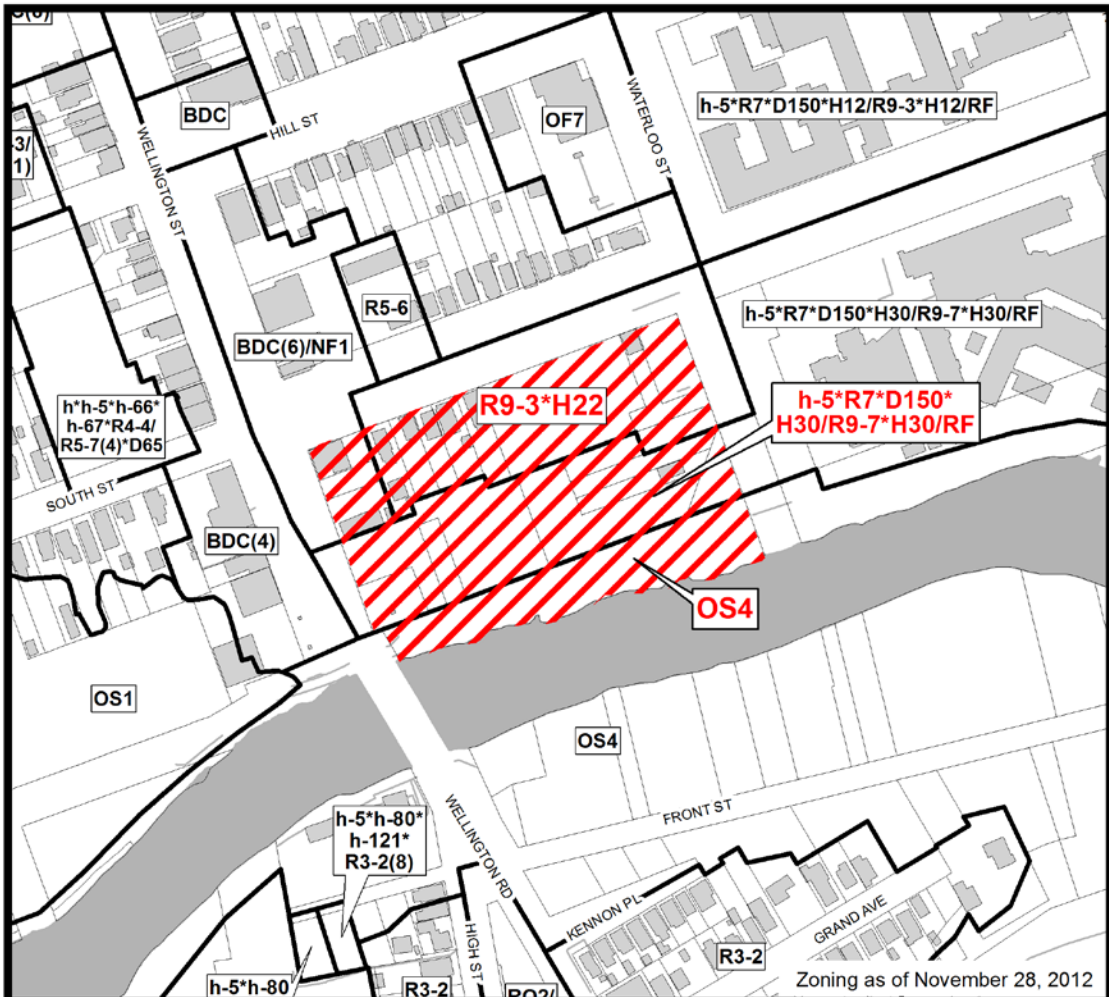 BDC
HILL ST
OF7
WATERLOO ST
h-5*R7*D150*H12/R9-3*H12/RF
-3/
1)
WELLINGTON ST
R5-6
BDC(6)/NF1
h-5*R7*D150*H30/R9-7*H30/RF
R9-3*H22
h-5*R7*D150*
H30/R9-7*H30/RF
h*h-5*h-66*
h-67*R4-4/
R5-7(4)*D65
SOUTH ST
BDC(4)
OS4
OS1
OS4
FRONT ST
WELLINGTON RD
h-5*h-80*
h-121*
R3-2(8)
KENNON PL
GRAND AVE
R3-2
HIGH ST
h-5*h-80
R3-2
RO2/
Zoning as of November 28, 2012